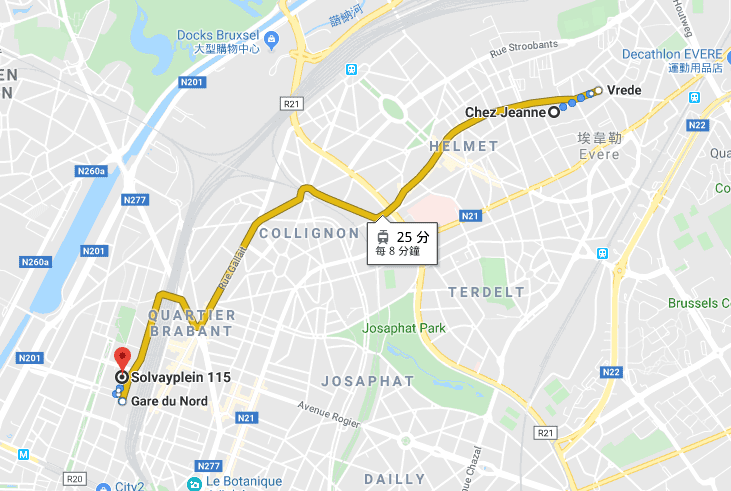 諧納河
Docks Bruxsel
大型購物中心
Rue Stroobants
Houtweg
Decathlon EVERE
運動用品店
EN
N
N201
R21
Vrede
Chez Jeanne
N22
HELMET
埃韋勒
Evere
Qua
N260a
N277
Co
N21
COLLIGNON
25 分
每 8 分鐘
N201
N260a
Rue Gallait
TERDELT
Brussels Co
QUARTIER
BRABANT
Josaphat Park
N201
Solvayplein 115
N22
JOSAPHAT
Gare du Nord
N21
Avenue Rogier
R21
M
N277
R20
DAILLY
nue Chazal
City2
Le Botanique